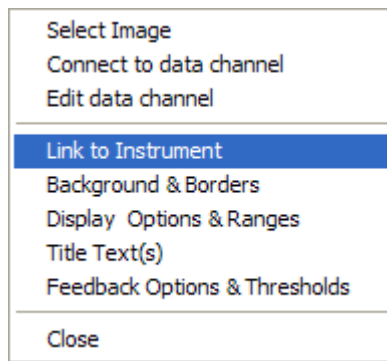 Select Image
Connect to data channel
Edit data channel
Link to Instrument
Background & Borders
Display Options & Ranges
Title Text(s)
Feedback Options & Thresholds
Close